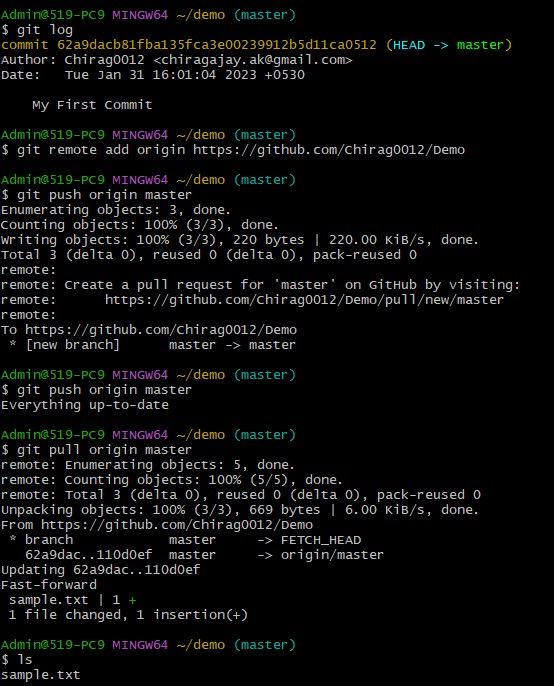 Admin@519-PC9 MINGW64 ~/demo (master)
$ git log
commit 62a9dacb81fba135fca3e00239912b5d11ca0512 (HEAD -> master)
Author: Chirag0012 <chiragajay.ak@gmail.com>
Date:   Tue Jan 31 16:01:04 2023 +0530
    My First Commit
Admin@519-PC9 MINGW64 ~/demo (master)
$ git remote add origin https://github.com/Chirag0012/Demo
Admin@519-PC9 MINGW64 ~/demo (master)
$ git push origin master
Enumerating objects: 3, done.
Counting objects: 100% (3/3), done.
Writing objects: 100% (3/3), 220 bytes | 220.00 KiB/s, done.
Total 3 (delta 0), reused 0 (delta 0), pack-reused 0
remote:
remote: Create a pull request for 'master' on GitHub by visiting:
remote:      https://github.com/Chirag0012/Demo/pull/new/master
remote:
To https://github.com/Chirag0012/Demo
 * [new branch]      master -> master
Admin@519-PC9 MINGW64 ~/demo (master)
$ git push origin master
Everything up-to-date
Admin@519-PC9 MINGW64 ~/demo (master)
$ git pull origin master
remote: Enumerating objects: 5, done.
remote: Counting objects: 100% (5/5), done.
remote: Total 3 (delta 0), reused 0 (delta 0), pack-reused 0
Unpacking objects: 100% (3/3), 669 bytes | 6.00 KiB/s, done.
From https://github.com/Chirag0012/Demo
 * branch            master     -> FETCH_HEAD
   62a9dac..110d0ef  master     -> origin/master
Updating 62a9dac..110d0ef
Fast-forward
 sample.txt | 1 +
 1 file changed, 1 insertion(+)
Admin@519-PC9 MINGW64 ~/demo (master)
$ ls
sample.txt